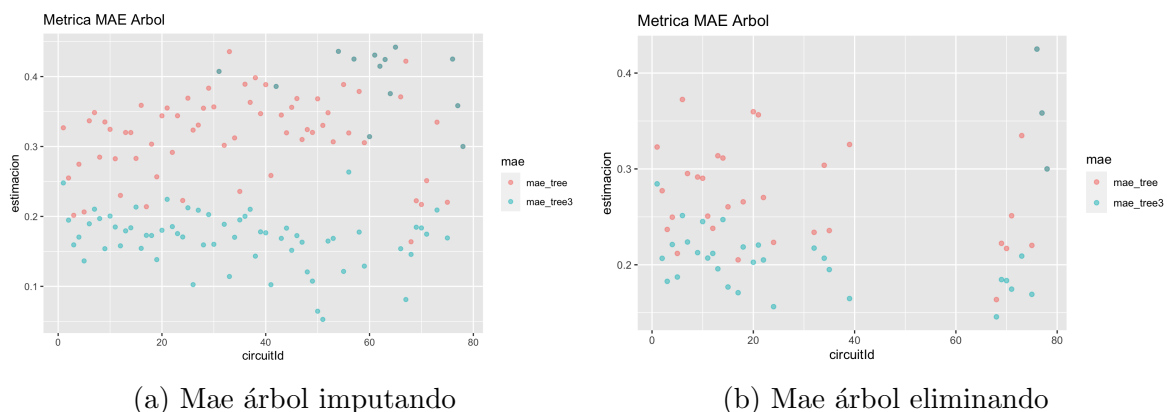 Metrica MAE Arbol
estimacion
0.4
0.3
0.2
0.1
0
20
40
60
80
circuitId
mae
mae_tree
mae_tree3
(a) Mae árbol imputando
Metrica MAE Arbol
estimacion
0.4
0.3
0.2
0
20
40
60
80
circuitId
mae
mae_tree
mae_tree3
(b) Mae árbol eliminando